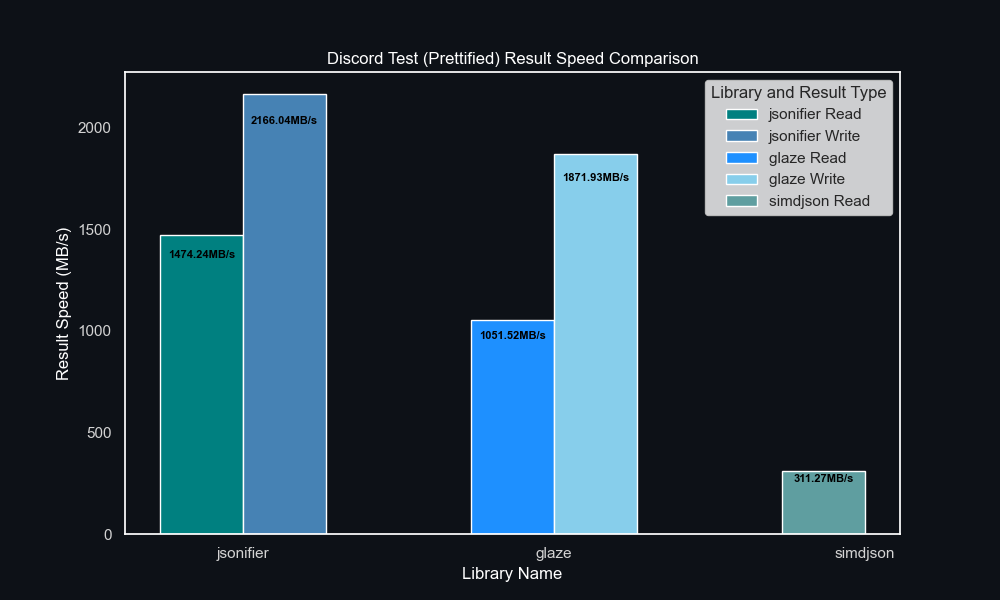 Discord Test (Prettified) Result Speed Comparison
Library and Result Type
jsonifier Read
jsonifier Write
glaze Read
glaze Write
simdjson Read
2166.04MB/s
1871.93MB/s
1474.24MB/s
1051.52MB/s
311.27MB/s
Result Speed (MB/s)
2000
1500
1000
500
0
jsonifier
glaze
simdjson
Library Name